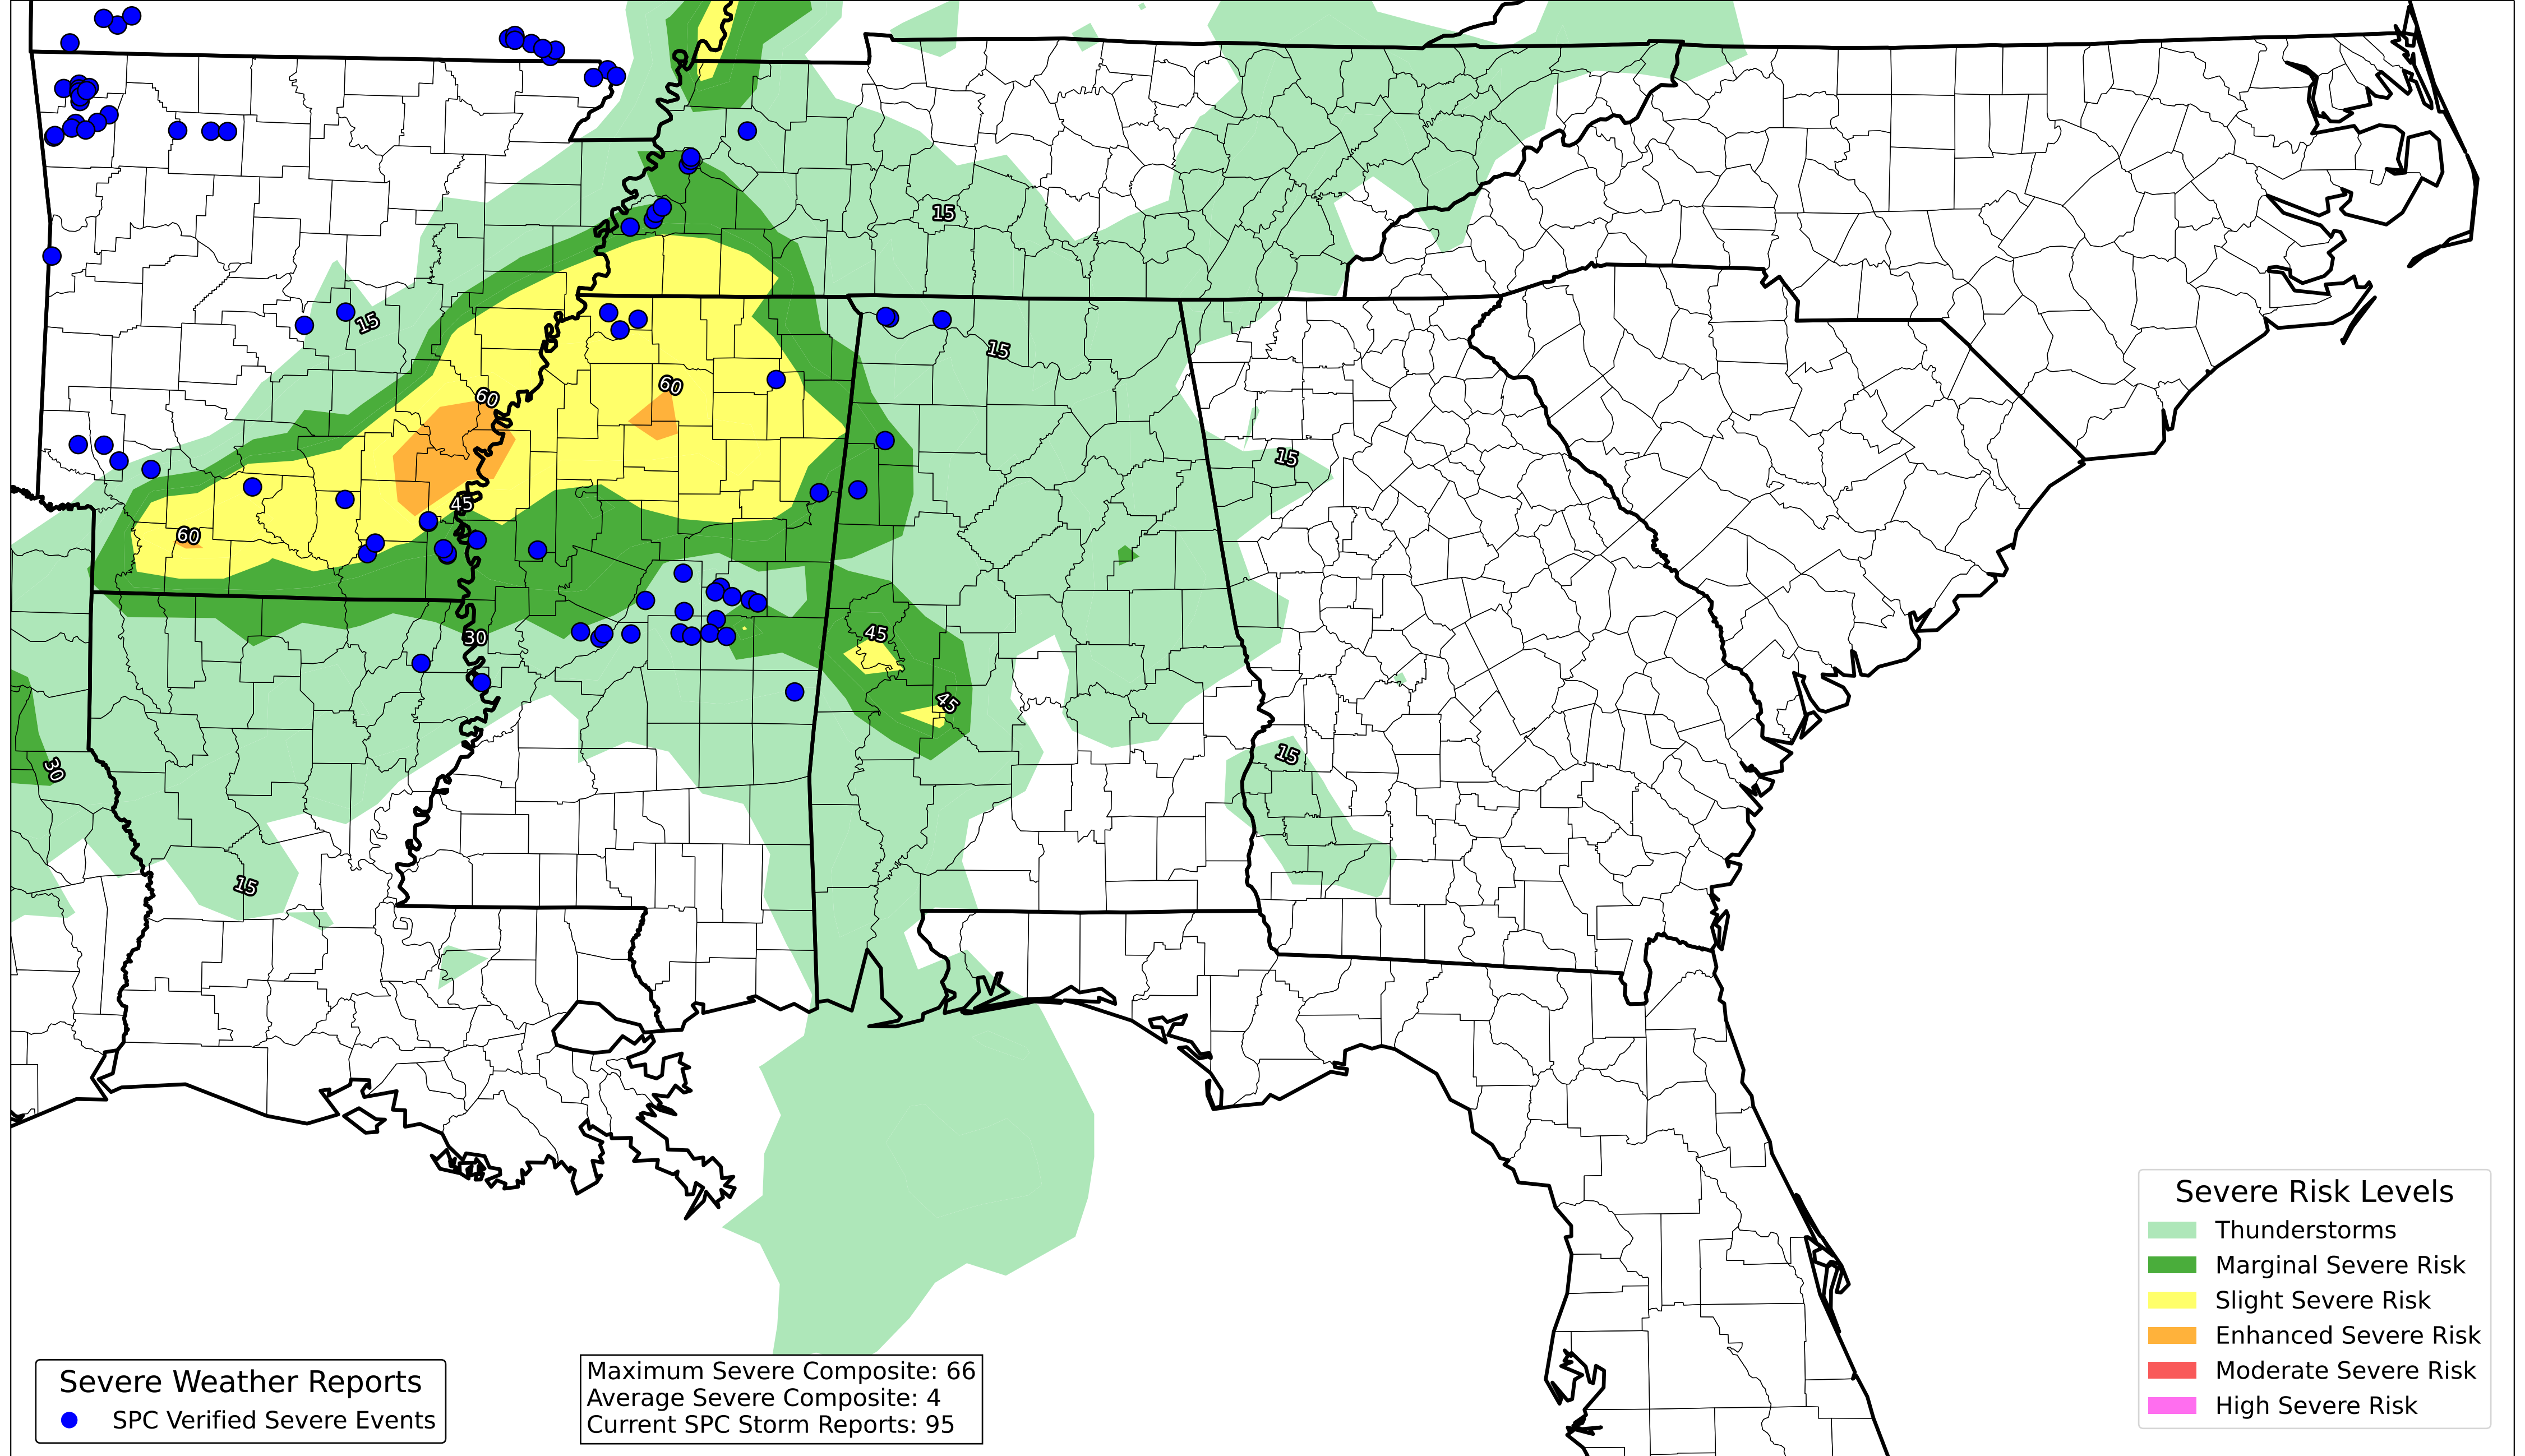 15
15
15
60
60
15
45
60
45
30
45
15
30
15
Severe Risk Levels
Thunderstorms
Marginal Severe Risk
Slight Severe Risk
Enhanced Severe Risk
Moderate Severe Risk
High Severe Risk
Severe Weather Reports
SPC Verified Severe Events
Maximum Severe Composite: 66
Average Severe Composite: 4
Current SPC Storm Reports: 95